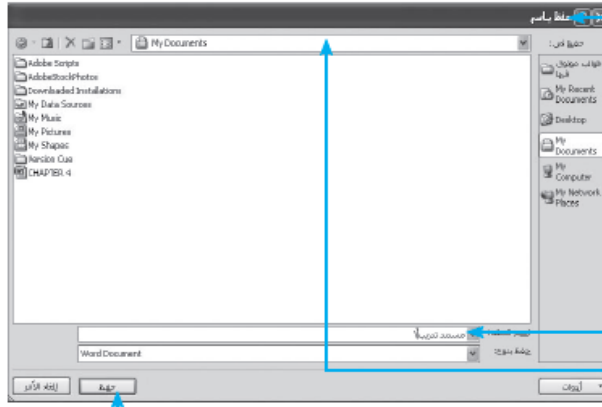 حفظ باسم
حفظ في:
My Documents
Adobe Scripts
AdobeStockPhotos
Downloaded Installations
My Data Sources
My Music
My Pictures
My Shapes
Version Cue
CHAPTER 4
My Recent Documents
Desktop
My Documents
My Computer
My Network Places
مستند تدريبي
حفظ بنوع:
Word Document
أدوات
حفظ
إلغاء الأمر